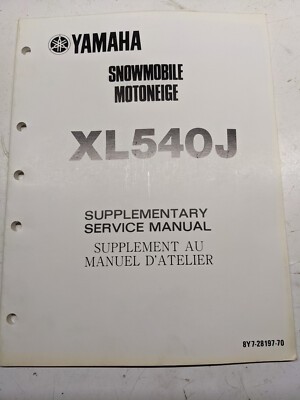 YAMAHA
SNOWMOBILE
MOTONEIGE
XL540J
SUPPLEMENTARY
SERVICE MANUAL
SUPPLEMENT AU
MANUEL D'ATELIER
8Y7-28197-70